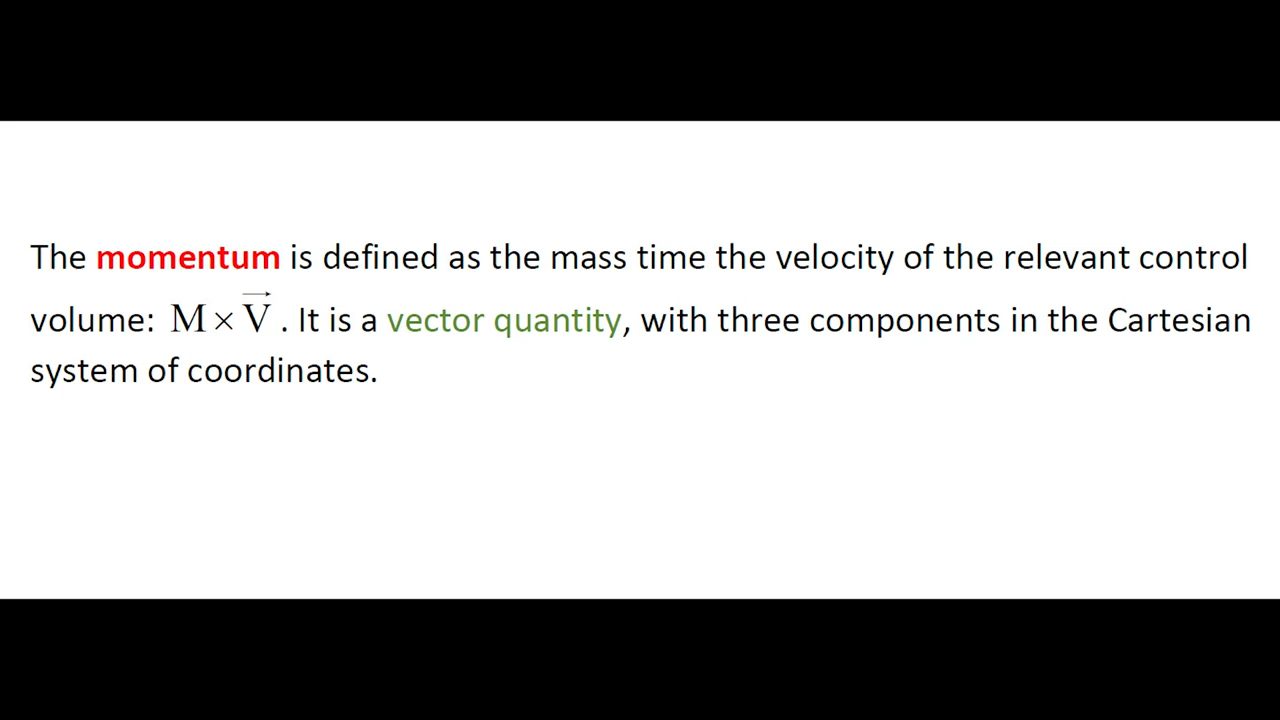 The momentum is defined as the mass time the velocity of the relevant control
volume: M × V⃗ . It is a vector quantity, with three components in the Cartesian
system of coordinates.